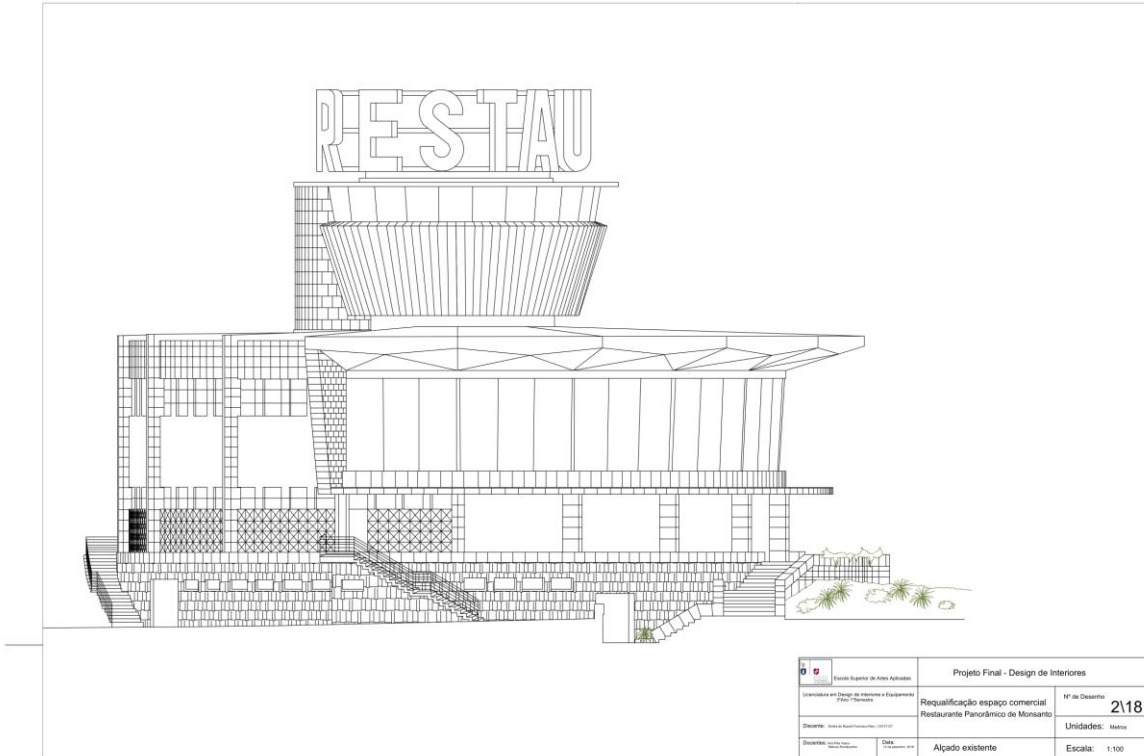 RESTAU
Escola Superior de Artes Aplicadas
Projeto Final - Design de Interiores
Licenciatura em Design de Interiores e Equipamento
3ºAno 1ºSemestre
Requalificação espaço comercial
Restaurante Panorâmico de Monsanto
Nº de Desenho
2\18
Discente:
Unidades: Metros
Docentes:
Data:
Alçado existente
Escala: 1:100